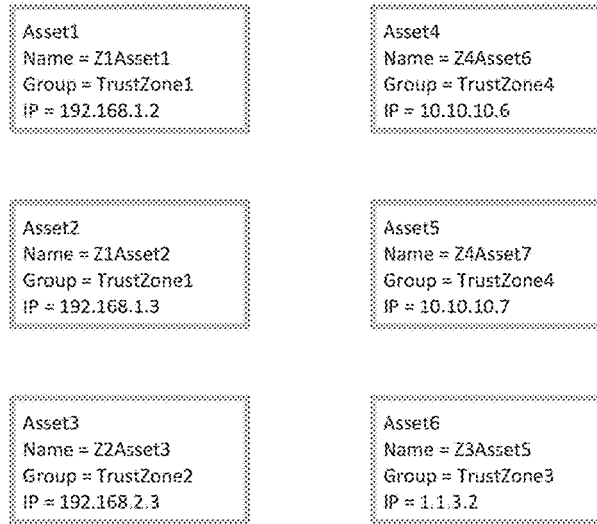 Asset1
Name = Z1Asset1
Group = TrustZone1
IP = 192.168.1.2
Asset4
Name = Z4Asset6
Group = TrustZone4
IP = 10.10.10.6
Asset2
Name = Z1Asset2
Group = TrustZone1
IP = 192.168.1.3
Asset5
Name = Z4Asset7
Group = TrustZone4
IP = 10.10.10.7
Asset3
Name = Z2Asset3
Group = TrustZone2
IP = 192.168.2.3
Asset6
Name = Z3Asset5
Group = TrustZone3
IP = 1.1.3.2